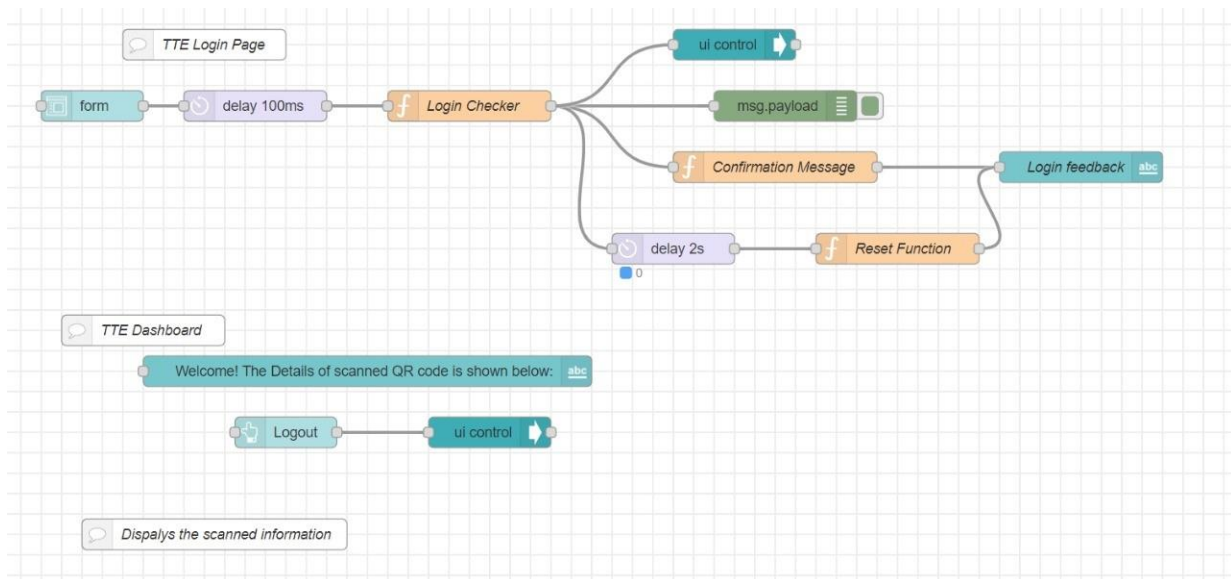 TTE Login Page
ui control
form
delay 100ms
f
Login Checker
msg.payload
f
Confirmation Message
Login feedback
abc
delay 2s
f
Reset Function
0
TTE Dashboard
Welcome! The Details of scanned QR code is shown below:
abc
Logout
ui control
Dispalys the scanned information